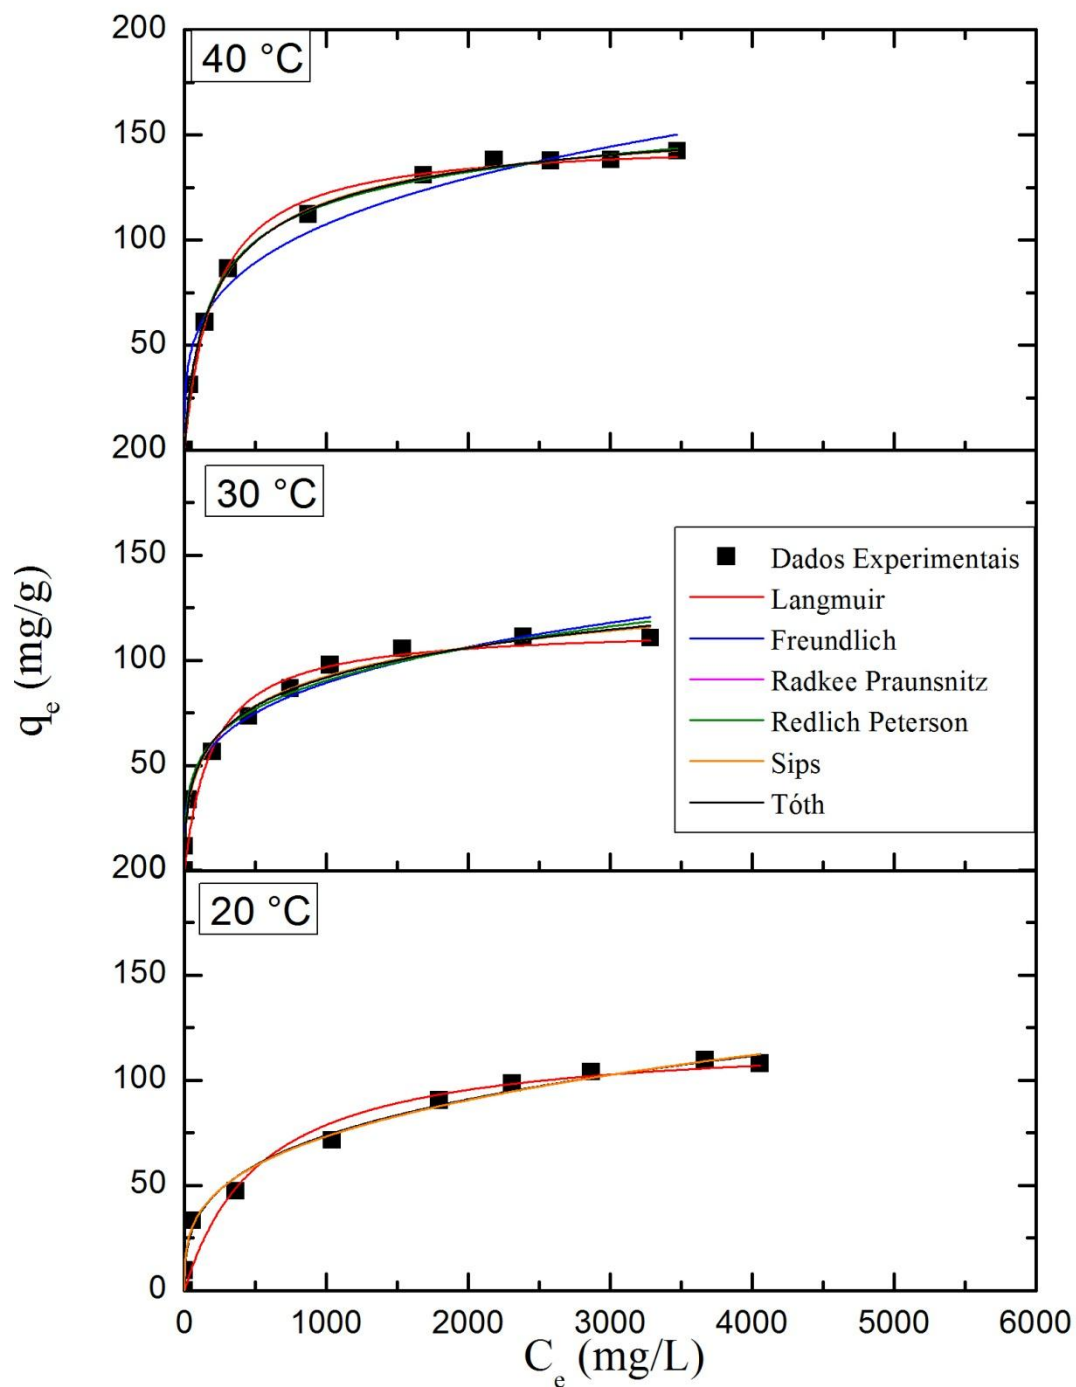 200
40 °C
150
100
50
200
30 °C
150
100
50
200
20 °C
150
100
50
0
qe (mg/g)
Dados Experimentais
Langmuir
Freundlich
Radkee Praunsnitz
Redlich Peterson
Sips
Tóth
0 1000 2000 3000 4000 5000 6000
Ce (mg/L)